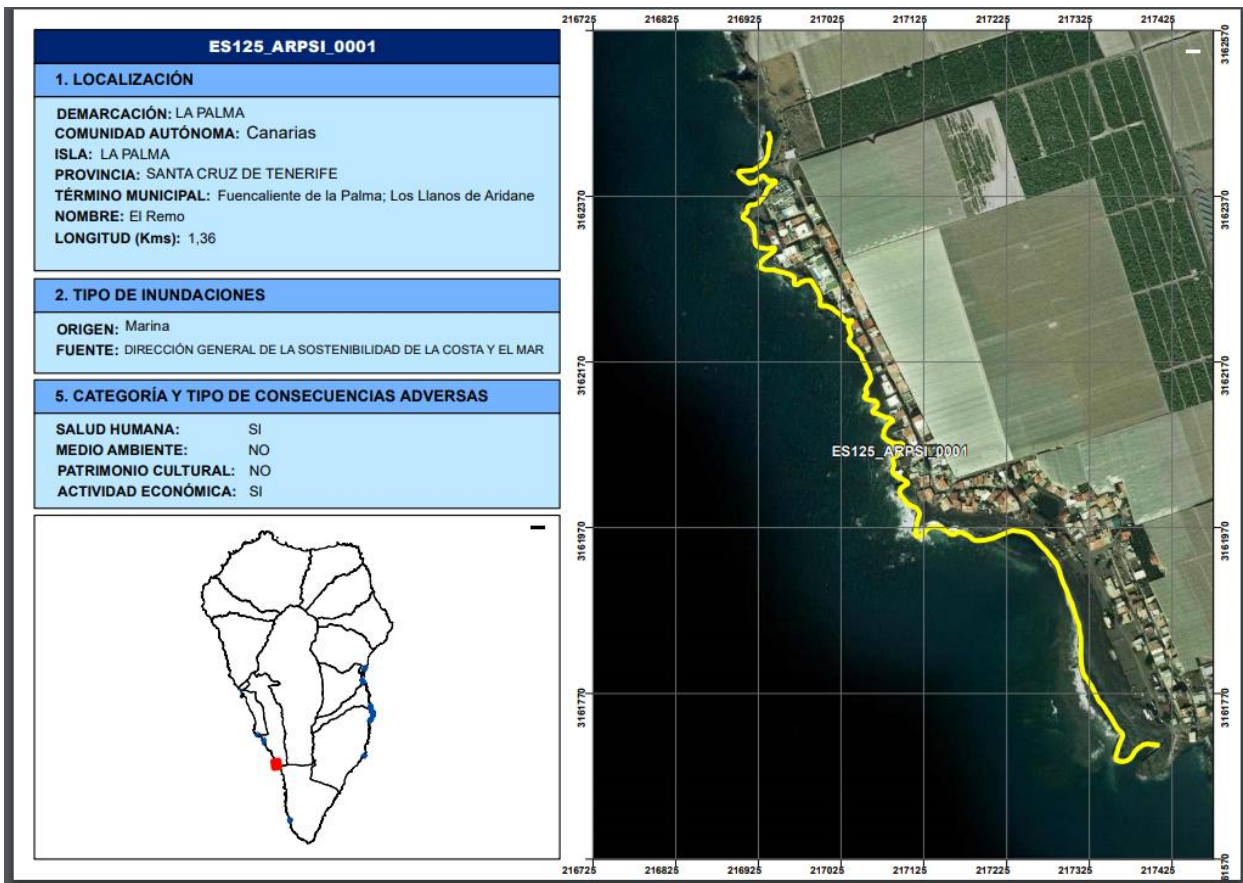 ES125_ARPSI_0001
1. LOCALIZACIÓN
DEMARCACIÓN: LA PALMA
COMUNIDAD AUTÓNOMA: Canarias
ISLA: LA PALMA
PROVINCIA: SANTA CRUZ DE TENERIFE
TÉRMINO MUNICIPAL: Fuencaliente de la Palma; Los Llanos de Aridane
NOMBRE: El Remo
LONGITUD (Kms): 1,36
2. TIPO DE INUNDACIONES
ORIGEN: Marina
FUENTE: DIRECCIÓN GENERAL DE LA SOSTENIBILIDAD DE LA COSTA Y EL MAR
5. CATEGORÍA Y TIPO DE CONSECUENCIAS ADVERSAS
SALUD HUMANA: SI
MEDIO AMBIENTE: NO
PATRIMONIO CULTURAL: NO
ACTIVIDAD ECONÓMICA: SI
216725 216825 216925 217025 217125 217225 217325 217425
3162570
3162370 3162370
3162170 3162170
ES125_ARPSI_0001
3161970 3161970
3161770 3161770
61570
216725 216825 216925 217025 217125 217225 217325 217425